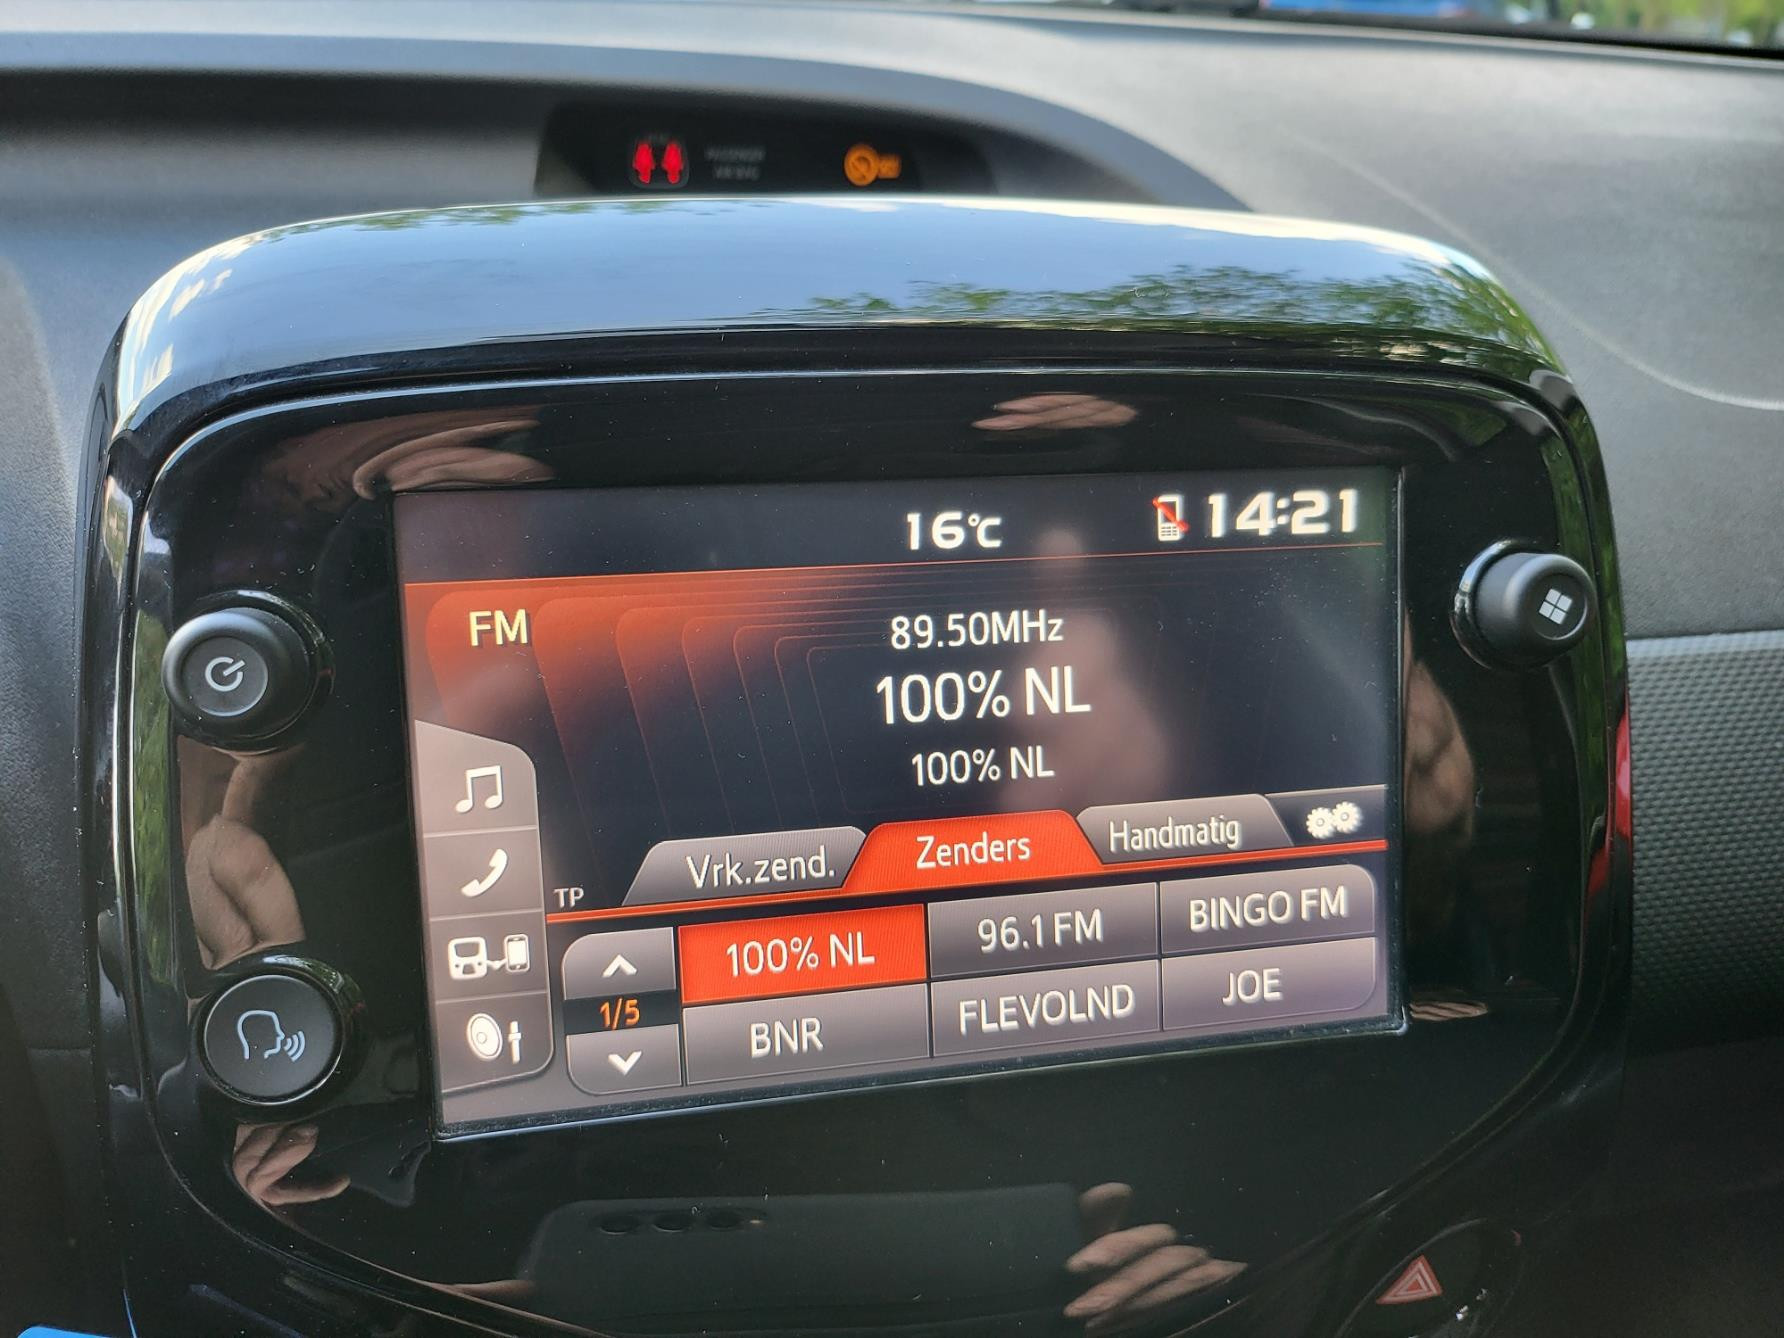 16°C
14:21
FM
89.50MHz
100% NL
100% NL
Vrk.zend.
Zenders
Handmatig
TP
100% NL
96.1 FM
BINGO FM
1/5
BNR
FLEVOLND
JOE